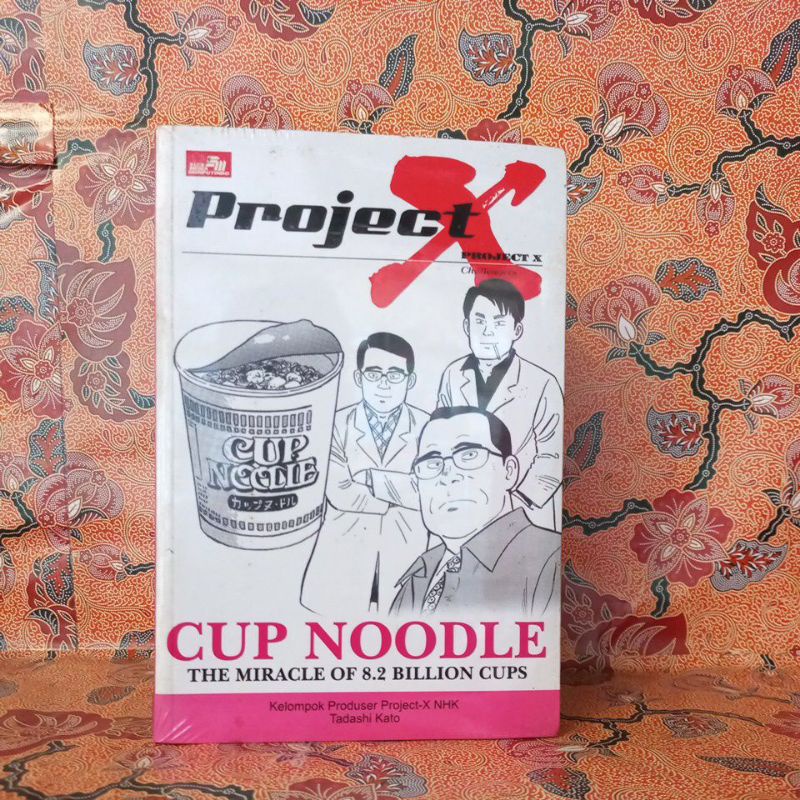 Project X
PROJECT X
Challengers
CUP
NOODLE
カップヌードル
CUP NOODLE
THE MIRACLE OF 8.2 BILLION CUPS
Kelompok Produser Project-X NHK
Tadashi Kato